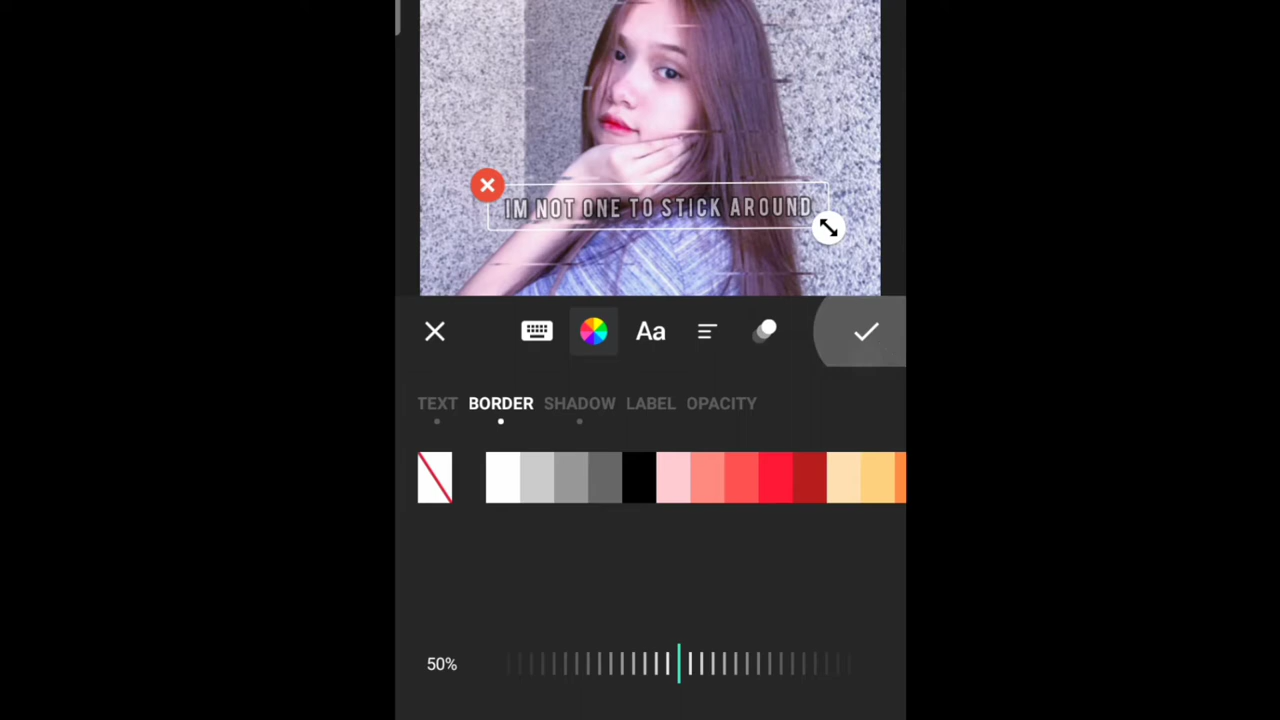 IM NOT ONE TO STICK AROUND
Aa
TEXT BORDER SHADOW LABEL OPACITY
50%